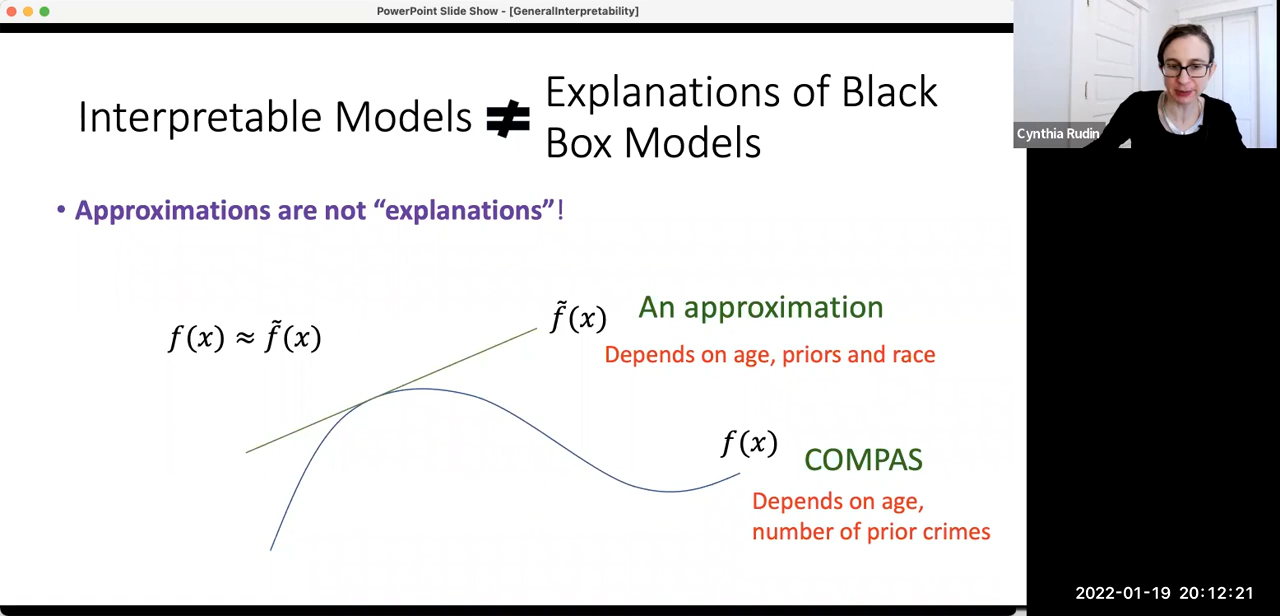 PowerPoint Slide Show - [GeneralInterpretability]
Interpretable Models ≠ Explanations of Black
Box Models
• Approximations are not “explanations”!
f(x) ≈ f̃(x)
f̃(x) An approximation
Depends on age, priors and race
f(x) COMPAS
Depends on age,
number of prior crimes
Cynthia Rudin
2022-01-19 20:12:21